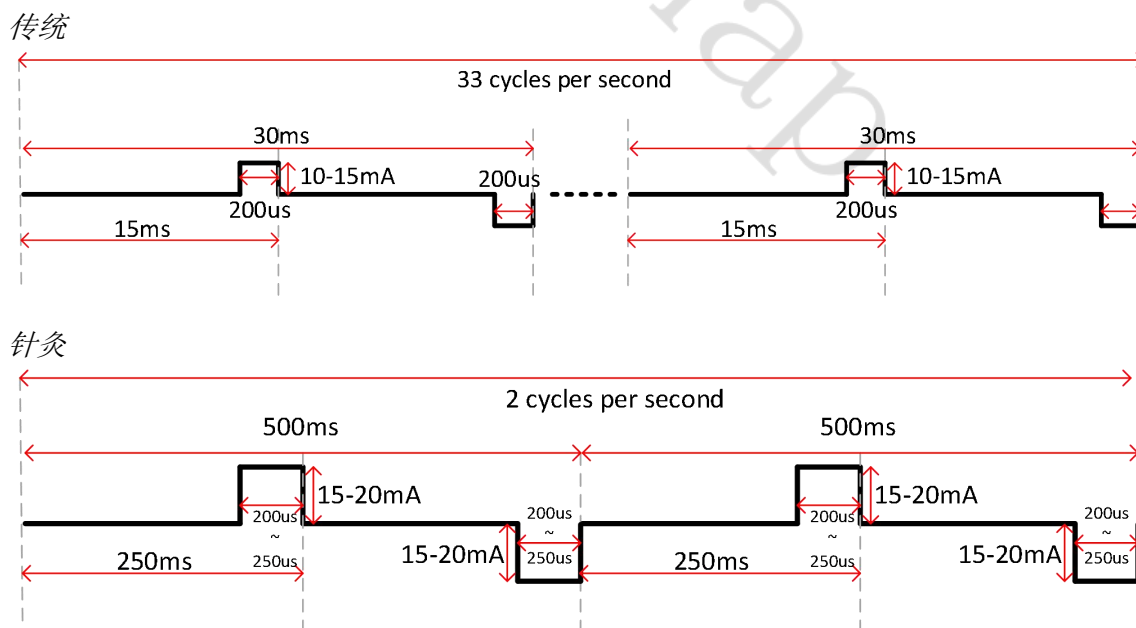 传统
33 cycles per second
30ms
30ms
10-15mA
200us
10-15mA
200us
200us
15ms
15ms
针灸
2 cycles per second
500ms
500ms
15-20mA
15-20mA
200us
~
250us
200us
~
250us
200us
~
250us
200us
~
250us
15-20mA
15-20mA
250ms
250ms